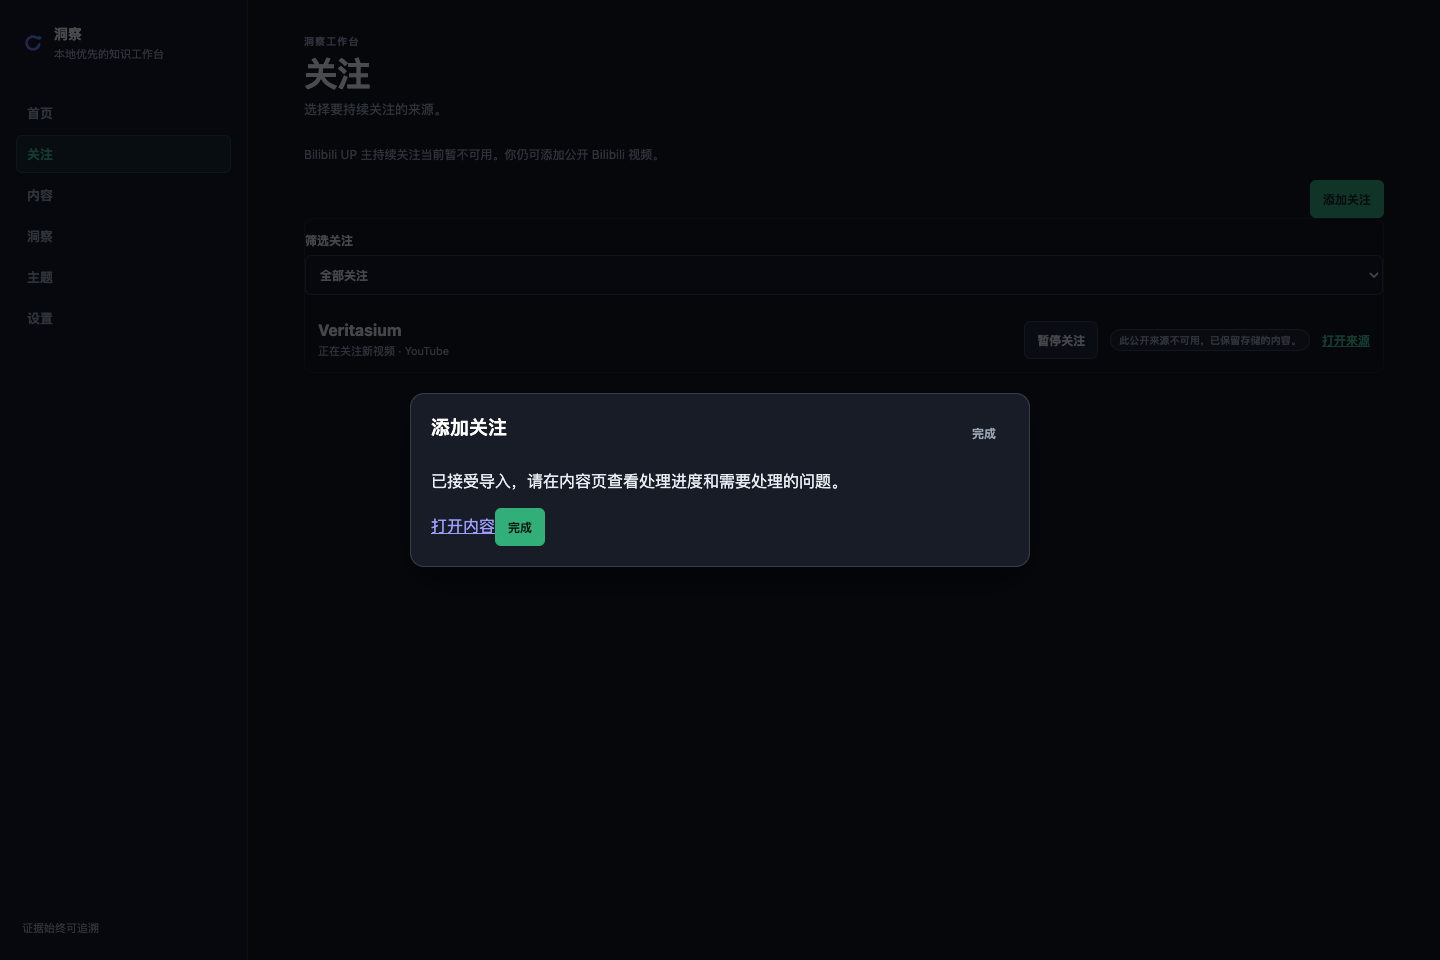 洞察
本地优先的知识工作台
首页
关注
内容
洞察
主题
设置
证据始终可追溯
洞察工作台
关注
选择要持续关注的来源。
Bilibili UP 主持续关注当前暂不可用。你仍可添加公开 Bilibili 视频。
添加关注
筛选关注
全部关注
Veritasium
正在关注新视频 · YouTube
暂停关注
此公开来源不可用，已保留存储的内容。
打开来源
添加关注
完成
已接受导入，请在内容页查看处理进度和需要处理的问题。
打开内容
完成